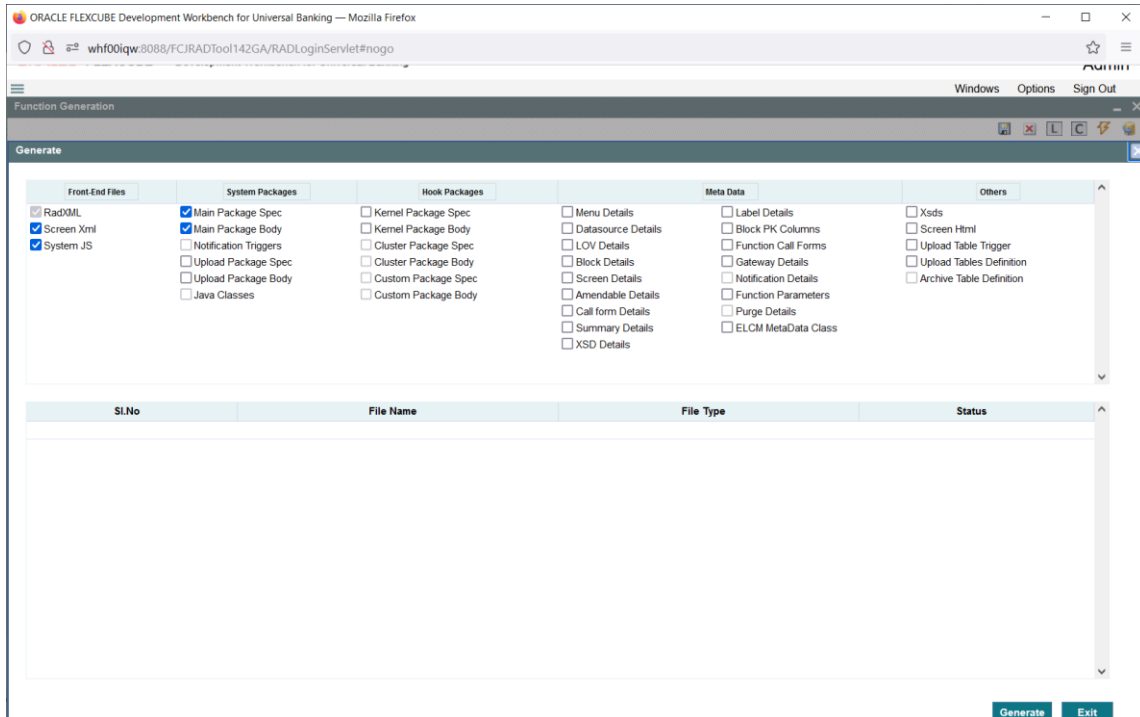 ORACLE FLEXCUBE Development Workbench for Universal Banking — Mozilla Firefox
whf00iqw:8088/FCJRADTool142GA/RADLoginServlet#nogo
Development Workbench for Universal Banking
Admin
Windows Options Sign Out
Function Generation
L C
Generate
Front-End Files System Packages Hook Packages Meta Data Others
RadXML Main Package Spec Kernel Package Spec Menu Details Label Details Xsds
Screen Xml Main Package Body Kernel Package Body Datasource Details Block PK Columns Screen Html
System JS Notification Triggers Cluster Package Spec LOV Details Function Call Forms Upload Table Trigger
Upload Package Spec Cluster Package Body Block Details Gateway Details Upload Tables Definition
Upload Package Body Custom Package Spec Screen Details Notification Details Archive Table Definition
Java Classes Custom Package Body Amendable Details Function Parameters
Call form Details Purge Details
Summary Details ELCM MetaData Class
XSD Details
Sl.No File Name File Type Status
Generate Exit